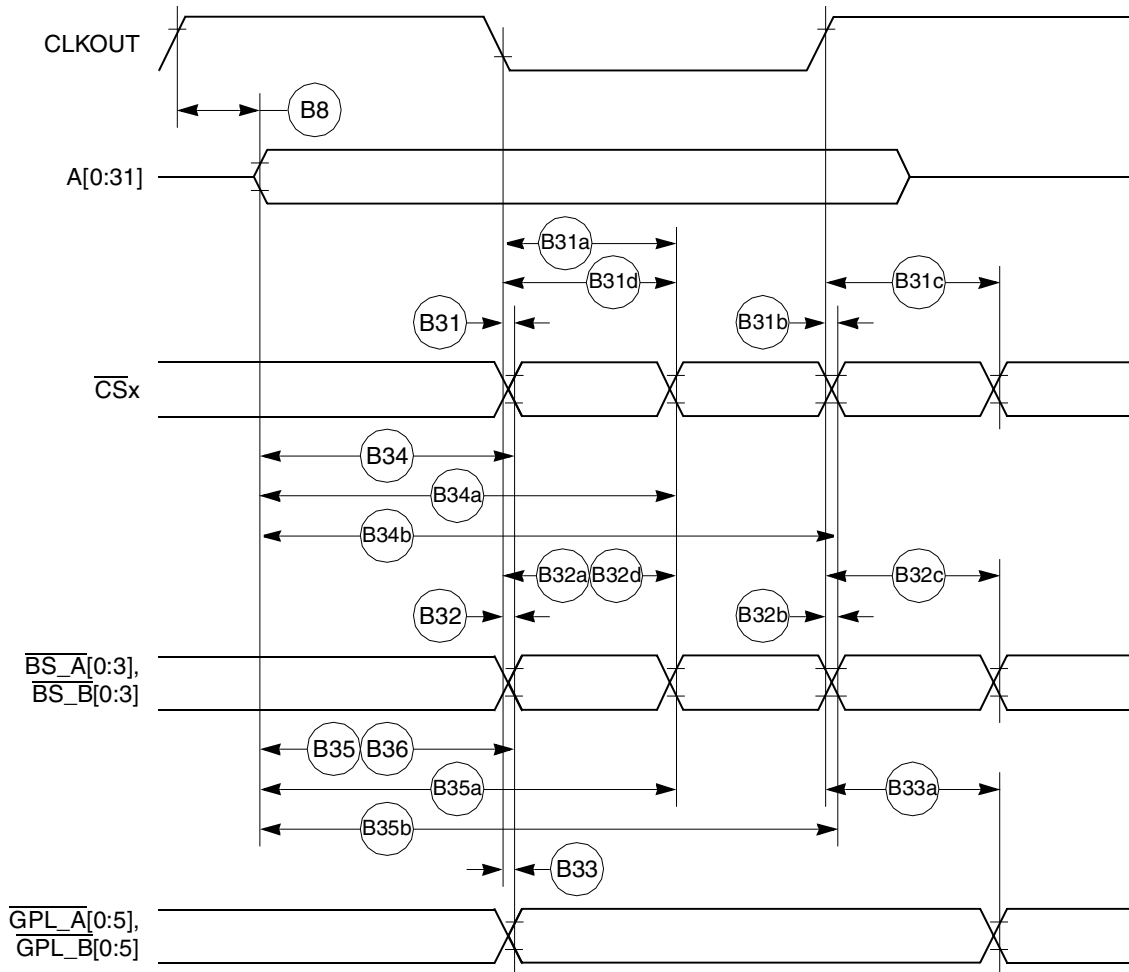 CLKOUT
B8
A[0:31]
B31a
B31d
B31c
B31
B31b
CSx
B34
B34a
B34b
B32a B32d
B32c
B32
B32b
BS_A[0:3],
BS_B[0:3]
B35 B36
B35a
B33a
B35b
B33
GPL_A[0:5],
GPL_B[0:5]